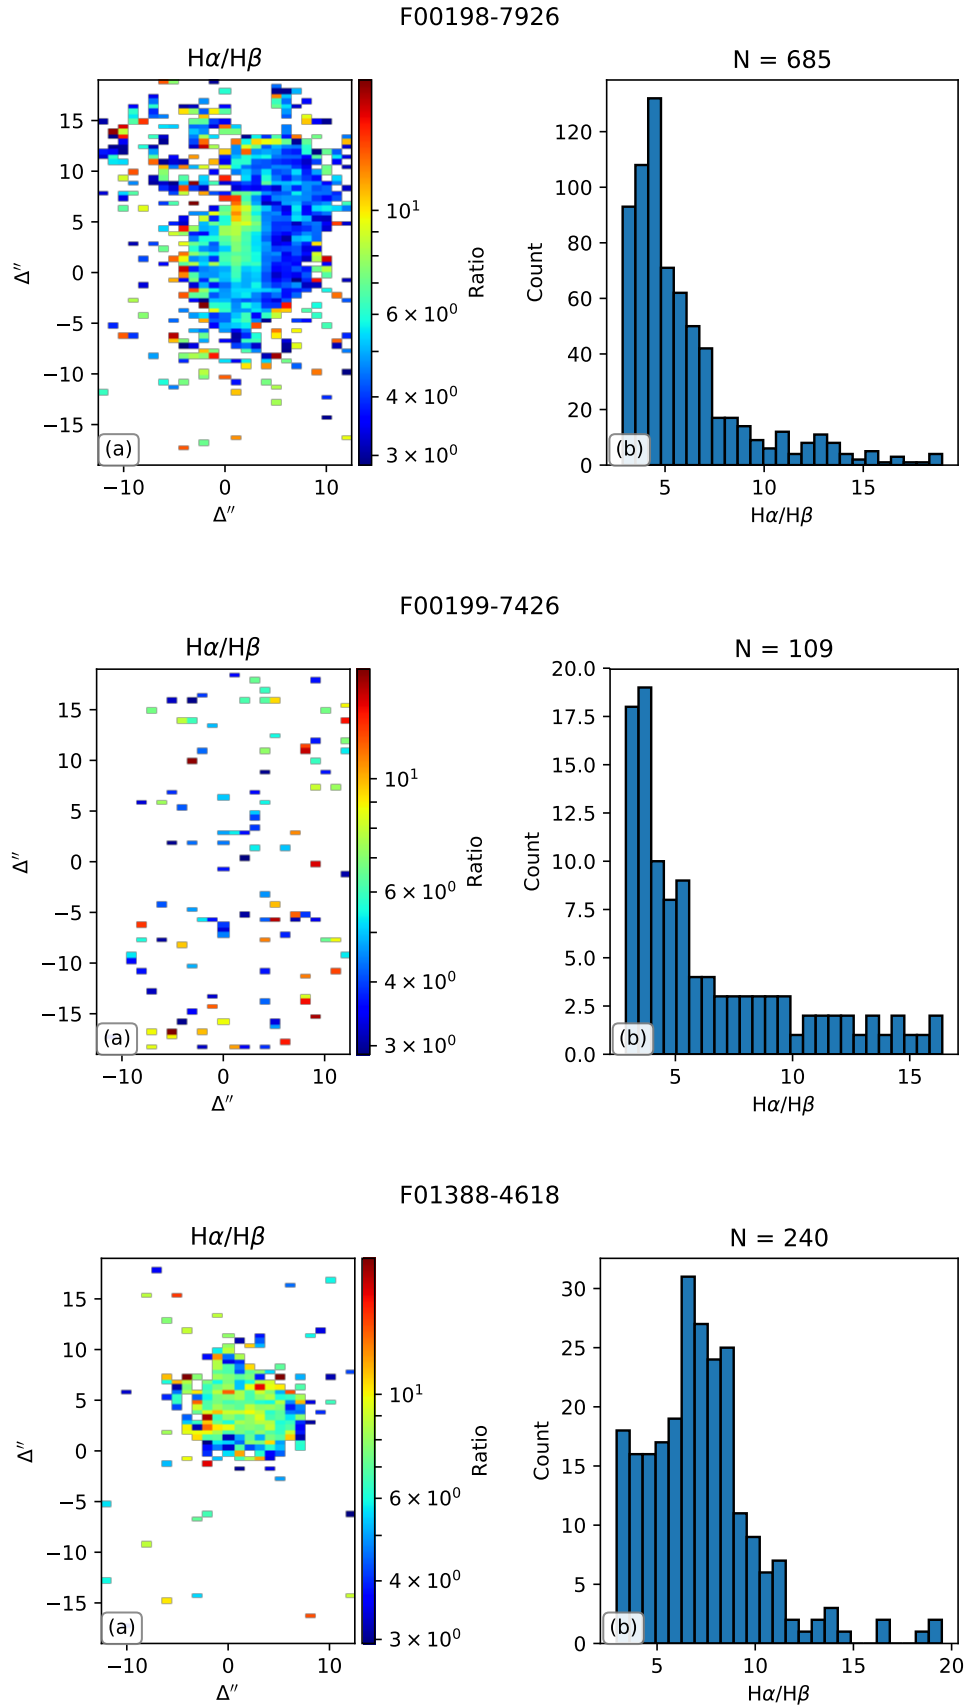 F00198-7926
Hα/Hβ
N = 685
15
10
5
0
−5
−10
−15
Δ′′
−10
0
10
Δ′′
(a)
10¹
6 × 10⁰
4 × 10⁰
3 × 10⁰
Ratio
120
100
80
60
40
20
0
Count
5
10
15
Hα/Hβ
(b)
F00199-7426
Hα/Hβ
N = 109
15
10
5
0
−5
−10
−15
Δ′′
−10
0
10
Δ′′
(a)
10¹
6 × 10⁰
4 × 10⁰
3 × 10⁰
Ratio
20.0
17.5
15.0
12.5
10.0
7.5
5.0
2.5
0.0
Count
5
10
15
Hα/Hβ
(b)
F01388-4618
Hα/Hβ
N = 240
15
10
5
0
−5
−10
−15
Δ′′
−10
0
10
Δ′′
(a)
10¹
6 × 10⁰
4 × 10⁰
3 × 10⁰
Ratio
30
25
20
15
10
5
0
Count
5
10
15
20
Hα/Hβ
(b)